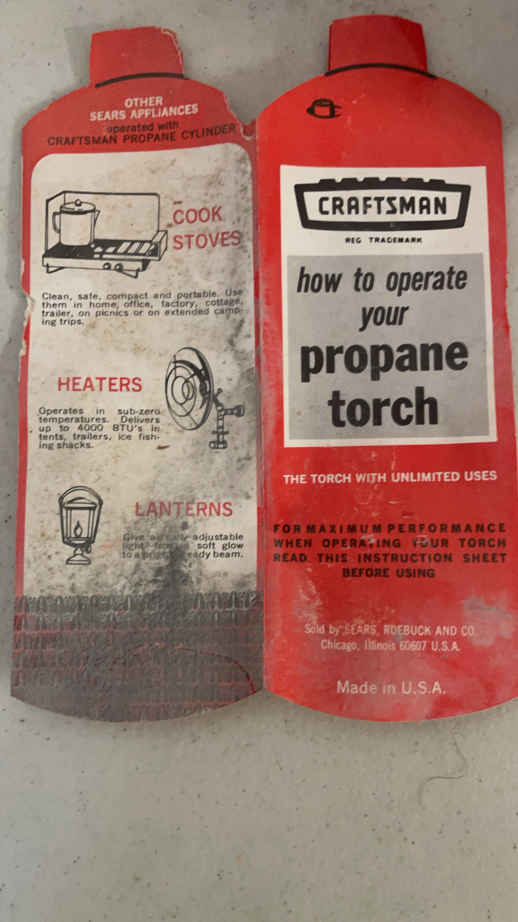 OTHER
SEARS APPLIANCES
operated with
CRAFTSMAN PROPANE CYLINDER
COOK
STOVES
Clean, safe, compact and portable. Use
them in home, office, factory, cottage,
trailer, on picnics or on extended camp-
ing trips.
HEATERS
Operates in sub-zero
temperatures. Delivers
up to 4000 BTU's in
tents, trailers, ice fish-
ing shacks.
LANTERNS
Give adjustable
light soft glow
to a beam.
CRAFTSMAN
REG TRADEMARK
how to operate
your
propane
torch
THE TORCH WITH UNLIMITED USES
FOR MAXIMUM PERFORMANCE
WHEN OPERATING YOUR TORCH
READ THIS INSTRUCTION SHEET
BEFORE USING
Sold by SEARS, ROEBUCK AND CO.
Chicago, Illinois 60607 U.S.A.
Made in U.S.A.